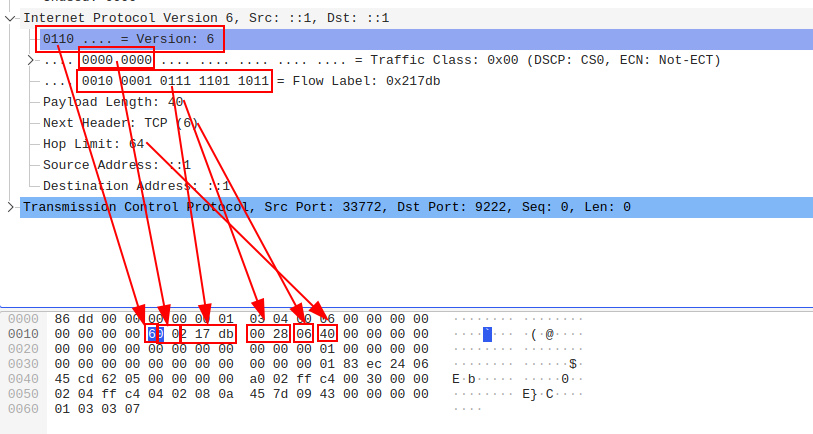 Internet Protocol Version 6, Src: ::1, Dst: ::1
0110 .... = Version: 6
.... 0000 0000 .... .... .... .... .... = Traffic Class: 0x00 (DSCP: CS0, ECN: Not-ECT)
.... 0010 0001 0111 1101 1011 = Flow Label: 0x217db
Payload Length: 40
Next Header: TCP (6)
Hop Limit: 64
Source Address: ::1
Destination Address: ::1
Transmission Control Protocol, Src Port: 33772, Dst Port: 9222, Seq: 0, Len: 0
0000 86 dd 00 00 00 00 00 01 03 04 00 06 00 00 00 00 ········ ········
0010 00 00 00 00 60 02 17 db 00 28 06 40 00 00 00 00 ····`··· ·(·@····
0020 00 00 00 00 00 00 00 00 00 00 00 01 00 00 00 00 ········ ········
0030 00 00 00 00 00 00 00 00 00 00 00 01 83 ec 24 06 ········ ······$·
0040 45 cd 62 05 00 00 00 00 a0 02 ff c4 00 30 00 00 E·b····· ·····0··
0050 02 04 ff c4 04 02 08 0a 45 7d 09 43 00 00 00 00 ········ E}·C····
0060 01 03 03 07 ····